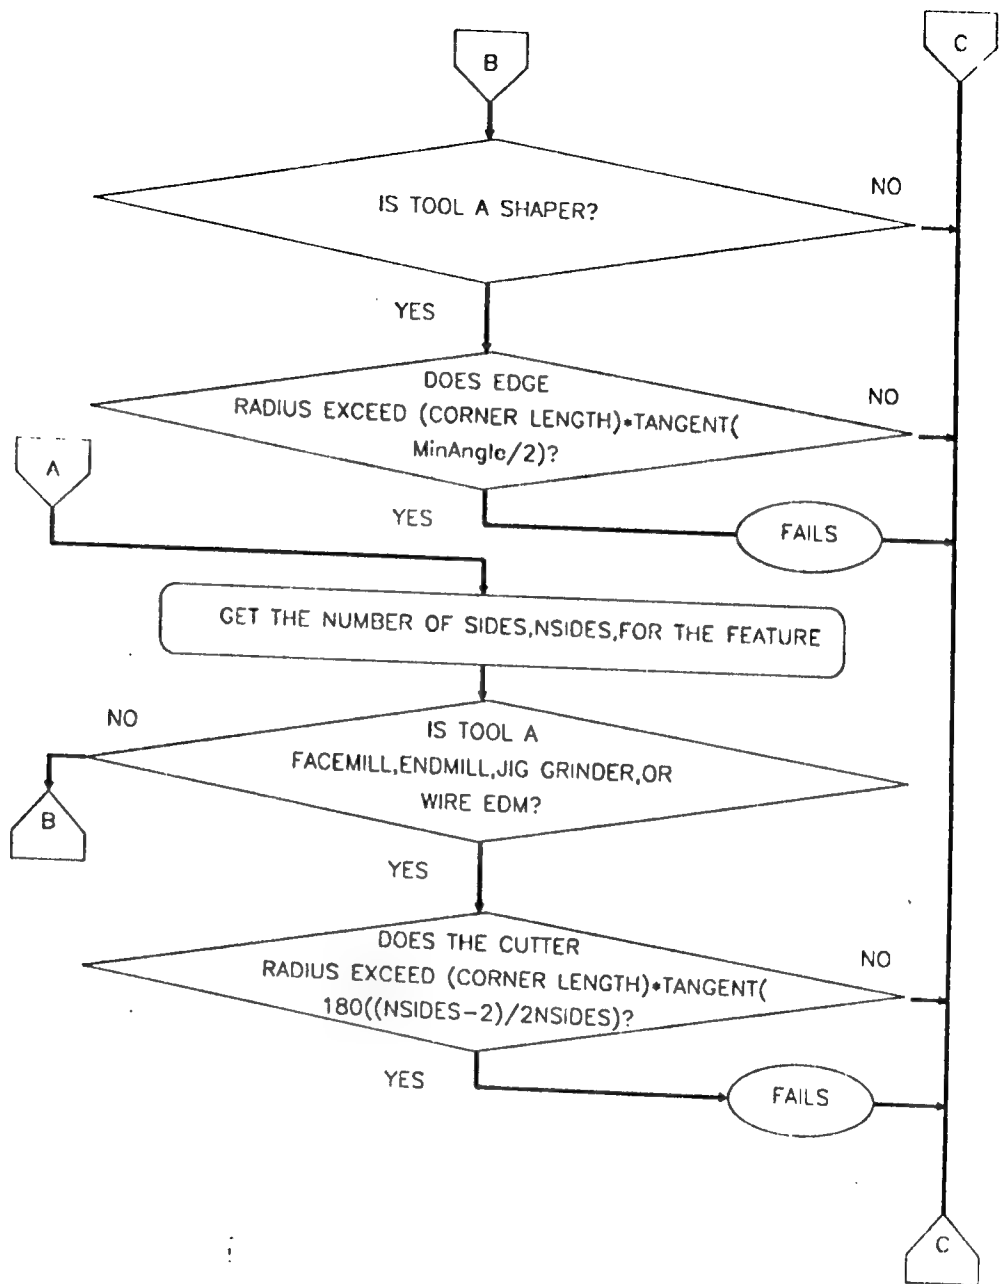 B
C
IS TOOL A SHAPER?
NO
YES
DOES EDGE
RADIUS EXCEED (CORNER LENGTH)*TANGENT(
MinAngle/2)?
NO
A
YES
FAILS
GET THE NUMBER OF SIDES,NSIDES,FOR THE FEATURE
NO
IS TOOL A
FACEMILL,ENDMILL,JIG GRINDER,OR
WIRE EDM?
B
YES
DOES THE CUTTER
RADIUS EXCEED (CORNER LENGTH)*TANGENT(
180((NSIDES-2)/2NSIDES)?
NO
YES
FAILS
C